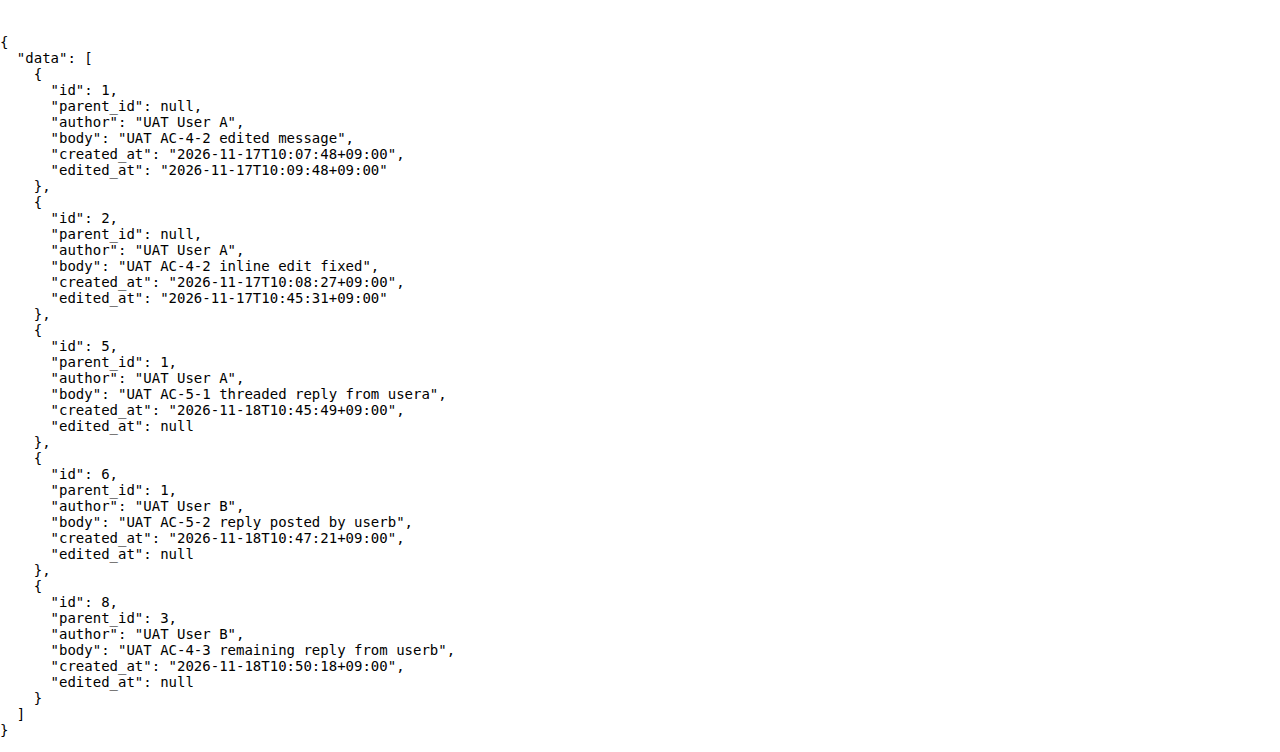 {
  "data": [
    {
      "id": 1,
      "parent_id": null,
      "author": "UAT User A",
      "body": "UAT AC-4-2 edited message",
      "created_at": "2026-11-17T10:07:48+09:00",
      "edited_at": "2026-11-17T10:09:48+09:00"
    },
    {
      "id": 2,
      "parent_id": null,
      "author": "UAT User A",
      "body": "UAT AC-4-2 inline edit fixed",
      "created_at": "2026-11-17T10:08:27+09:00",
      "edited_at": "2026-11-17T10:45:31+09:00"
    },
    {
      "id": 5,
      "parent_id": 1,
      "author": "UAT User A",
      "body": "UAT AC-5-1 threaded reply from usera",
      "created_at": "2026-11-18T10:45:49+09:00",
      "edited_at": null
    },
    {
      "id": 6,
      "parent_id": 1,
      "author": "UAT User B",
      "body": "UAT AC-5-2 reply posted by userb",
      "created_at": "2026-11-18T10:47:21+09:00",
      "edited_at": null
    },
    {
      "id": 8,
      "parent_id": 3,
      "author": "UAT User B",
      "body": "UAT AC-4-3 remaining reply from userb",
      "created_at": "2026-11-18T10:50:18+09:00",
      "edited_at": null
    }
  ]
}